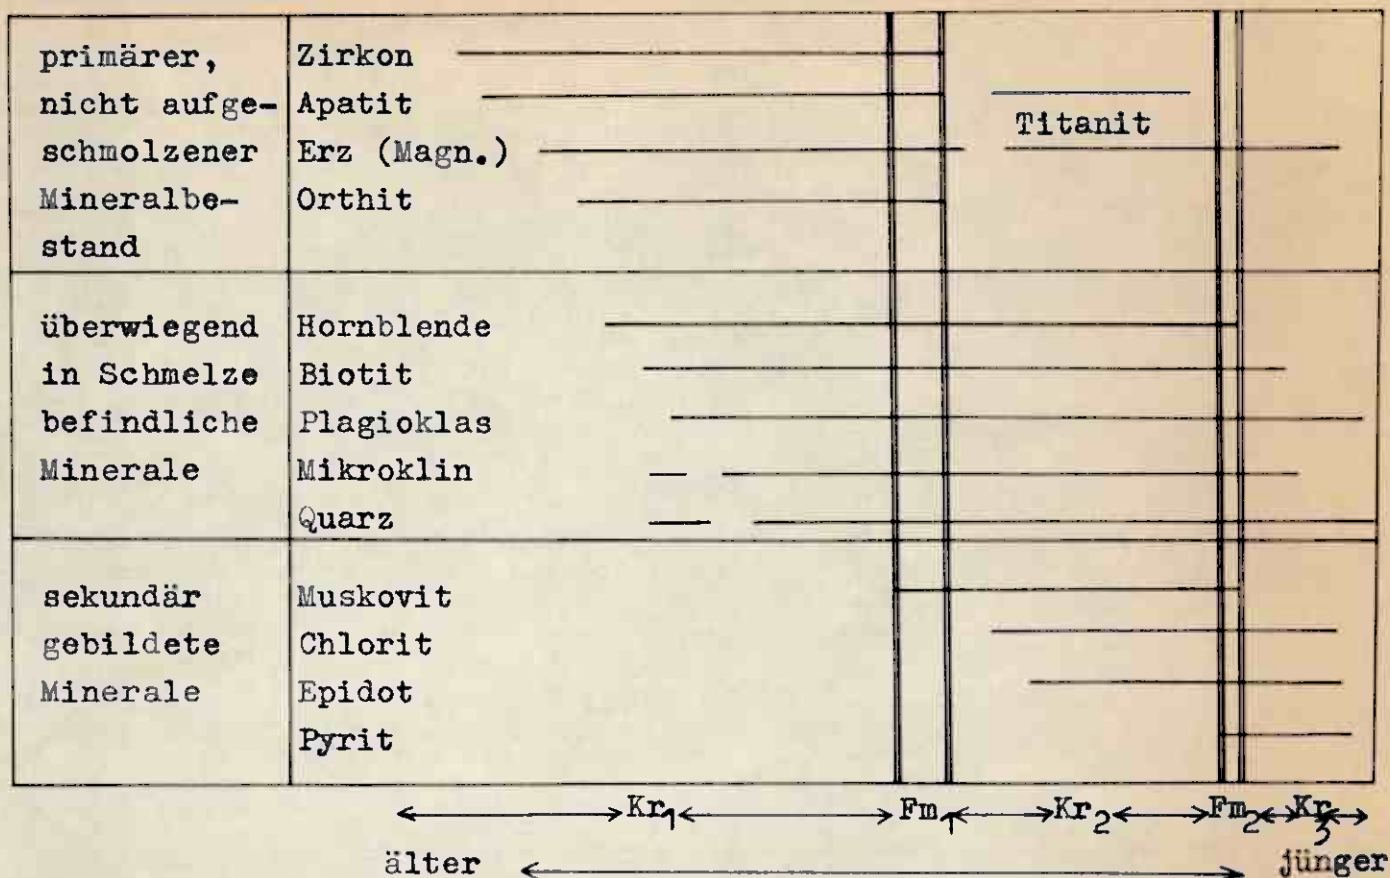 primärer, Zirkon
nicht aufge- Apatit
Titanit
schmolzener Erz (Magn.)
Mineralbe- Orthit
stand
überwiegend Hornblende
in Schmelze Biotit
befindliche Plagioklas
Minerale Mikroklin
Quarz
sekundär Muskovit
gebildete Chlorit
Minerale Epidot
Pyrit
Kr1 Fm1 Kr2 Fm2 Kr3
älter jünger